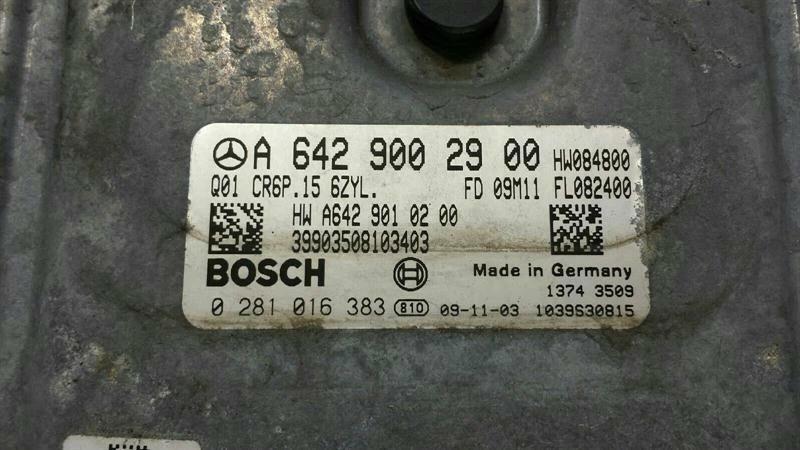 A 642 900 29 00 HW084800
Q01 CR6P.15 6ZYL. FD 09M11 FL082400
HW A642 901 02 00
39903508103403
BOSCH Made in Germany
1374 3509
0 281 016 383 810 09-11-03 1039S30815